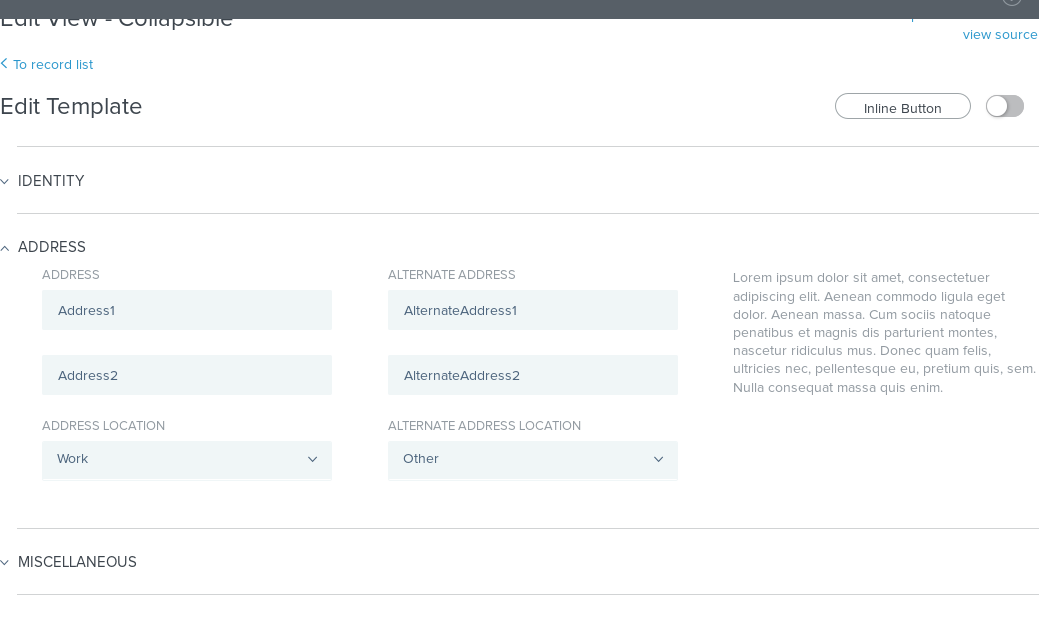 Edit View - Collapsible
view source
To record list
Edit Template
Inline Button
IDENTITY
ADDRESS
ADDRESS
ALTERNATE ADDRESS
Address1
AlternateAddress1
Address2
AlternateAddress2
ADDRESS LOCATION
ALTERNATE ADDRESS LOCATION
Work
Other
Lorem ipsum dolor sit amet, consectetuer
adipiscing elit. Aenean commodo ligula eget
dolor. Aenean massa. Cum sociis natoque
penatibus et magnis dis parturient montes,
nascetur ridiculus mus. Donec quam felis,
ultricies nec, pellentesque eu, pretium quis, sem.
Nulla consequat massa quis enim.
MISCELLANEOUS